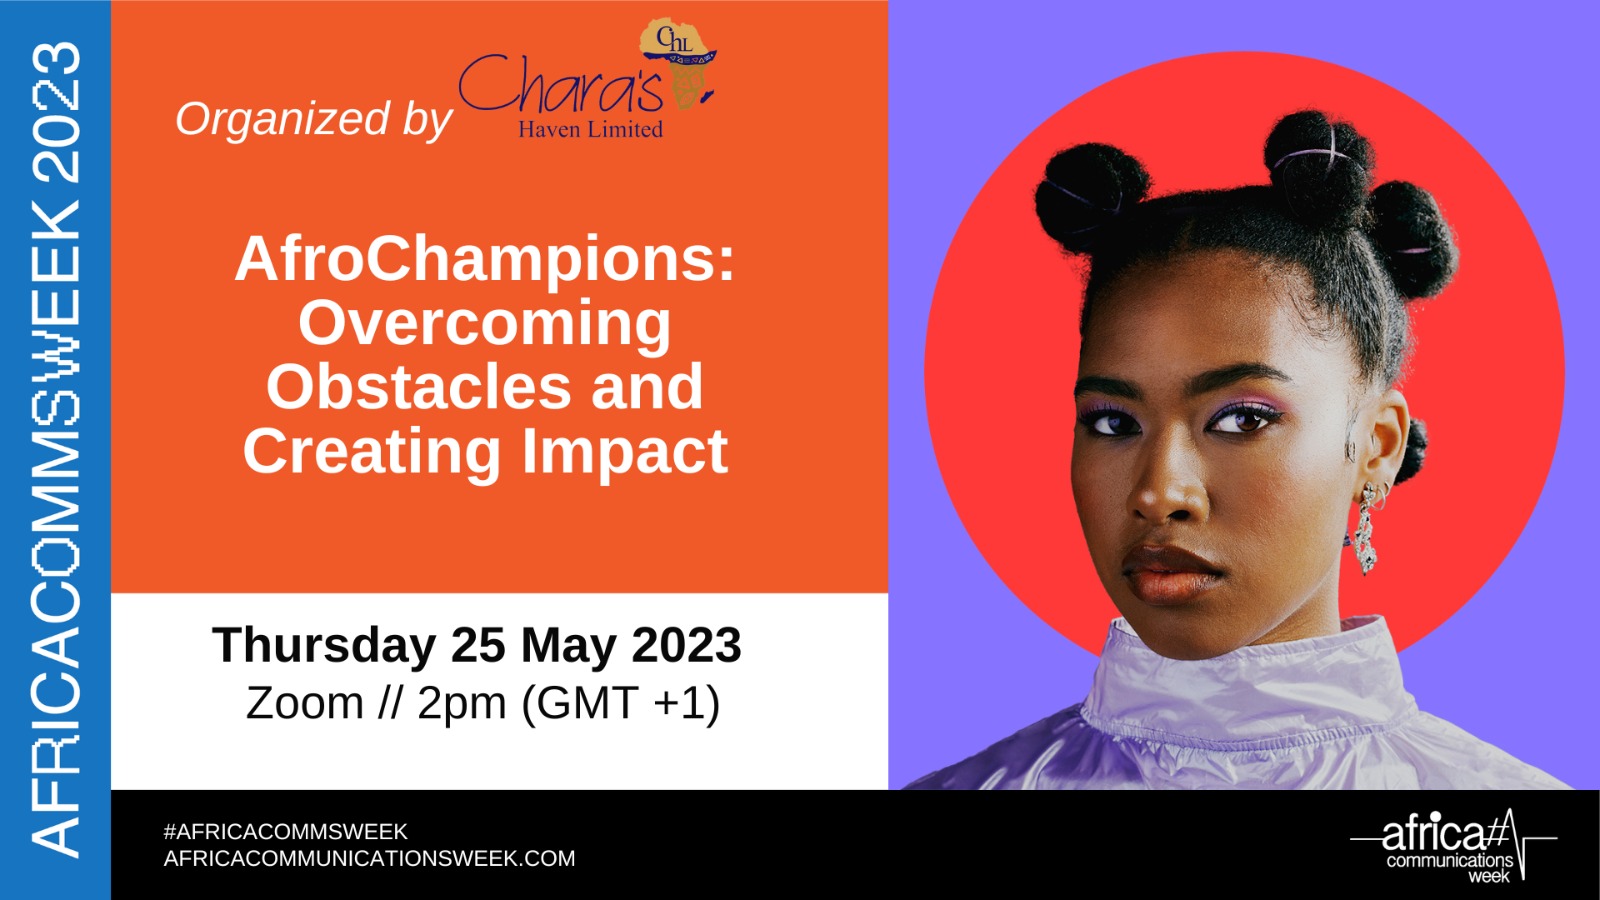 AFRICACOMMSWEEK 2023
Organized by
ChL
Chara's
Haven Limited
AfroChampions:
Overcoming
Obstacles and
Creating Impact
Thursday 25 May 2023
Zoom // 2pm (GMT +1)
#AFRICACOMMSWEEK
AFRICACOMMUNICATIONSWEEK.COM
africa#
communications
week